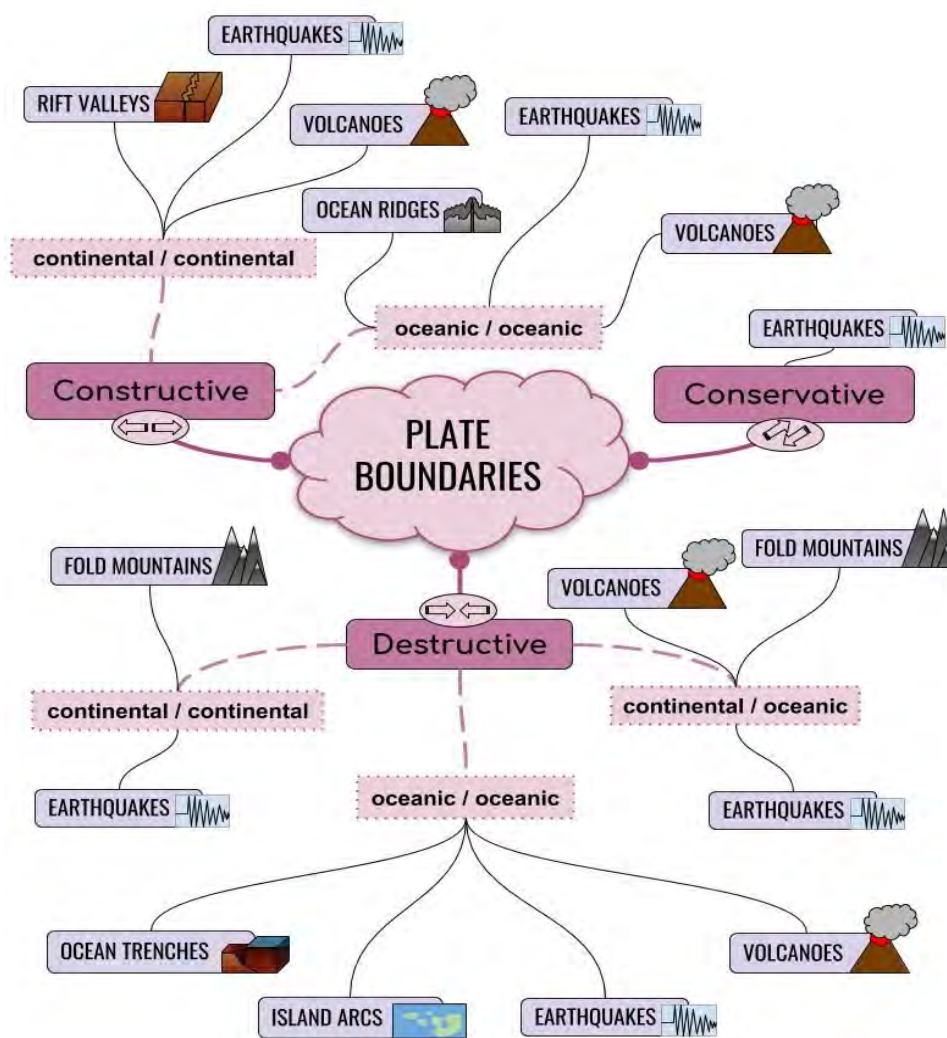 EARTHQUAKES
RIFT VALLEYS
VOLCANOES
EARTHQUAKES
OCEAN RIDGES
VOLCANOES
continental / continental
oceanic / oceanic
EARTHQUAKES
Constructive
Conservative
PLATE
BOUNDARIES
FOLD MOUNTAINS
FOLD MOUNTAINS
VOLCANOES
Destructive
continental / continental
continental / oceanic
oceanic / oceanic
EARTHQUAKES
EARTHQUAKES
OCEAN TRENCHES
VOLCANOES
ISLAND ARCS
EARTHQUAKES